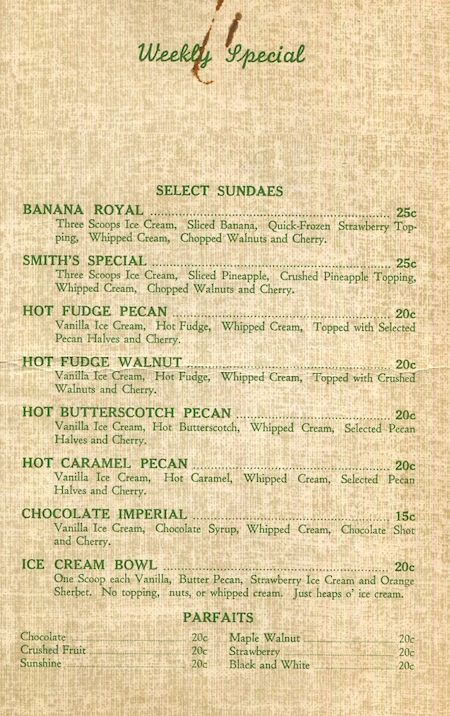 Weekly Special
SELECT SUNDAES
BANANA ROYAL 25c
Three Scoops Ice Cream, Sliced Banana, Quick-Frozen Strawberry Top-
ping, Whipped Cream, Chopped Walnuts and Cherry.
SMITH'S SPECIAL 25c
Three Scoops Ice Cream, Sliced Pineapple, Crushed Pineapple Topping,
Whipped Cream, Chopped Walnuts and Cherry.
HOT FUDGE PECAN 20c
Vanilla Ice Cream, Hot Fudge, Whipped Cream, Topped with Selected
Pecan Halves and Cherry.
HOT FUDGE WALNUT 20c
Vanilla Ice Cream, Hot Fudge, Whipped Cream, Topped with Crushed
Walnuts and Cherry.
HOT BUTTERSCOTCH PECAN 20c
Vanilla Ice Cream, Hot Butterscotch, Whipped Cream, Selected Pecan
Halves and Cherry.
HOT CARAMEL PECAN 20c
Vanilla Ice Cream, Hot Caramel, Whipped Cream, Selected Pecan
Halves and Cherry.
CHOCOLATE IMPERIAL 15c
Vanilla Ice Cream, Chocolate Syrup, Whipped Cream, Chocolate Shot
and Cherry.
ICE CREAM BOWL 20c
One Scoop each Vanilla, Butter Pecan, Strawberry Ice Cream and Orange
Sherbet. No topping, nuts, or whipped cream. Just heaps o' ice cream.
PARFAITS
Chocolate 20c
Crushed Fruit 20c
Sunshine 20c
Maple Walnut 20c
Strawberry 20c
Black and White 20c